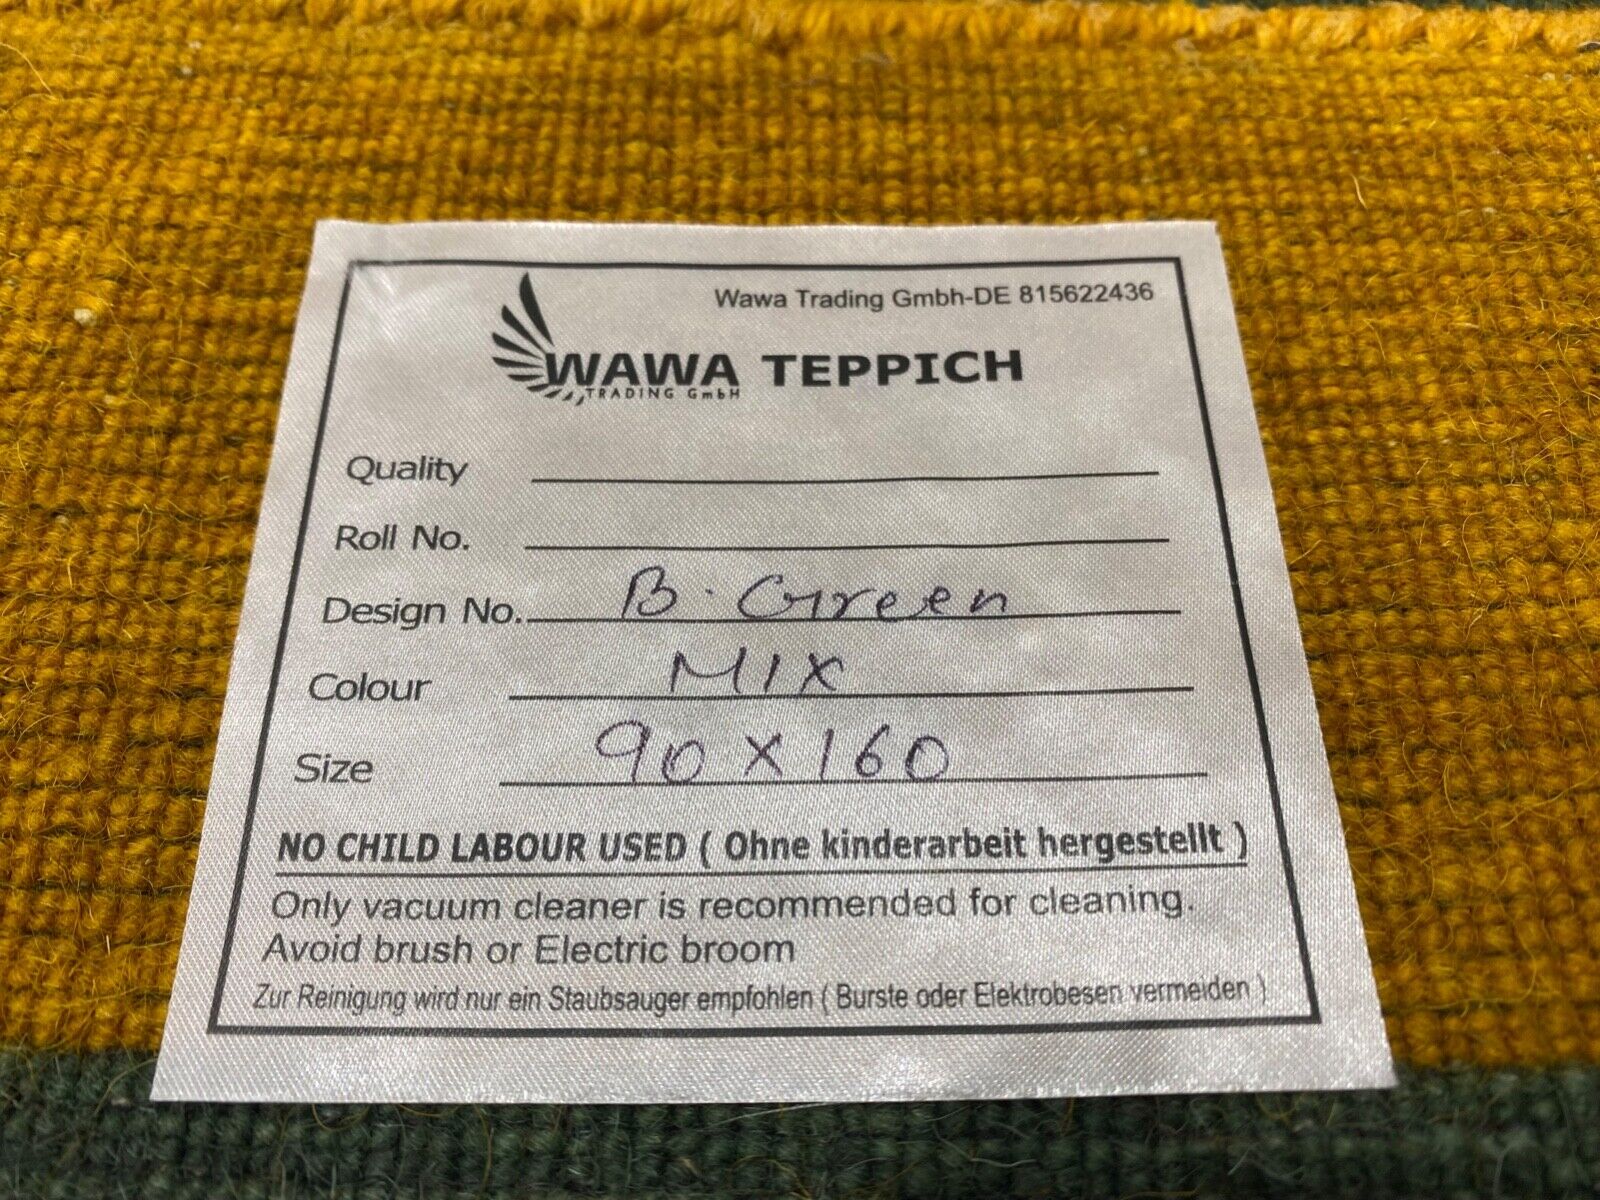 Wawa Trading Gmbh-DE 815622436
WAWA TEPPICH
TRADING GmbH
Quality
Roll No.
Design No. B. Green
Colour MIX
Size 90 X 160
NO CHILD LABOUR USED ( Ohne kinderarbeit hergestellt )
Only vacuum cleaner is recommended for cleaning.
Avoid brush or Electric broom
Zur Reinigung wird nur ein Staubsauger empfohlen ( Burste oder Elektrobesen vermeiden )